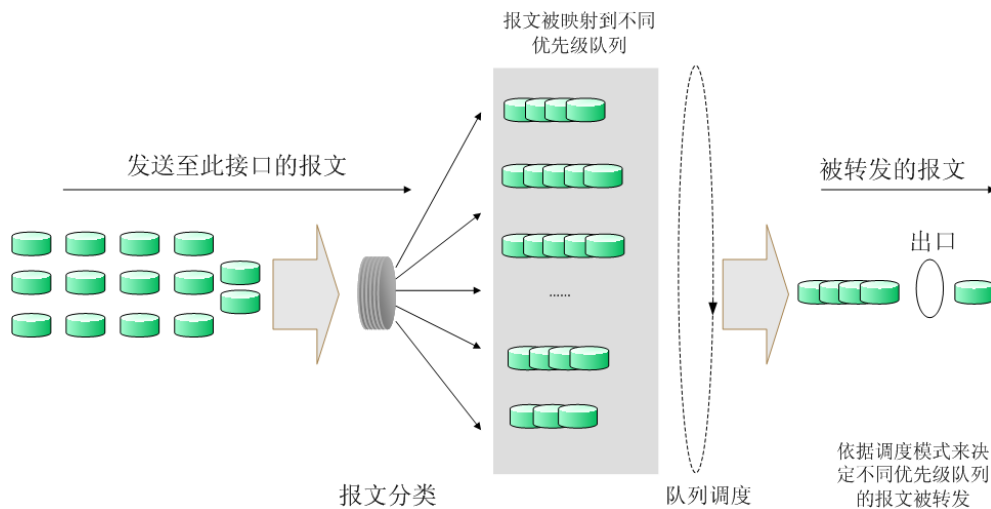 报文被映射到不同
优先级队列
发送至此接口的报文
被转发的报文
出口
......
报文分类
队列调度
依据调度模式来决
定不同优先级队列
的报文被转发